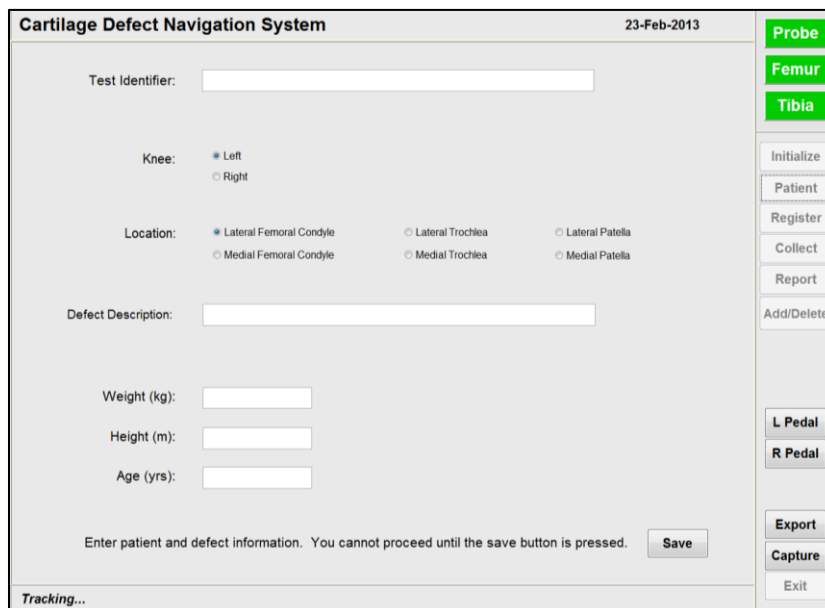 Cartilage Defect Navigation System
23-Feb-2013
Test Identifier:
Knee:
Left
Right
Location:
Lateral Femoral Condyle
Lateral Trochlea
Lateral Patella
Medial Femoral Condyle
Medial Trochlea
Medial Patella
Defect Description:
Weight (kg):
Height (m):
Age (yrs):
Enter patient and defect information. You cannot proceed until the save button is pressed.
Save
Tracking...
Probe
Femur
Tibia
Initialize
Patient
Register
Collect
Report
Add/Delete
L Pedal
R Pedal
Export
Capture
Exit